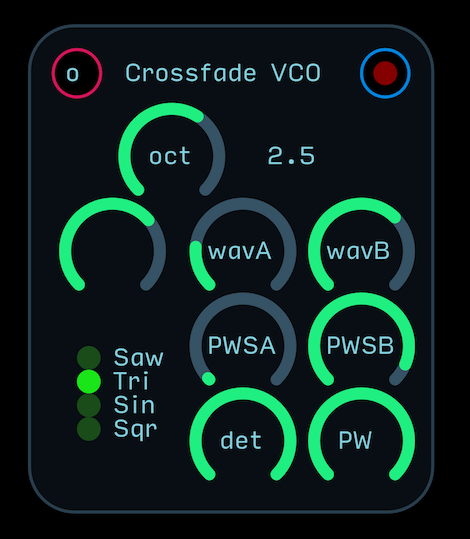 o Crossfade VCO
oct 2.5
wavA wavB
PWSA PWSB
Saw
Tri
Sin
Sqr
det PW